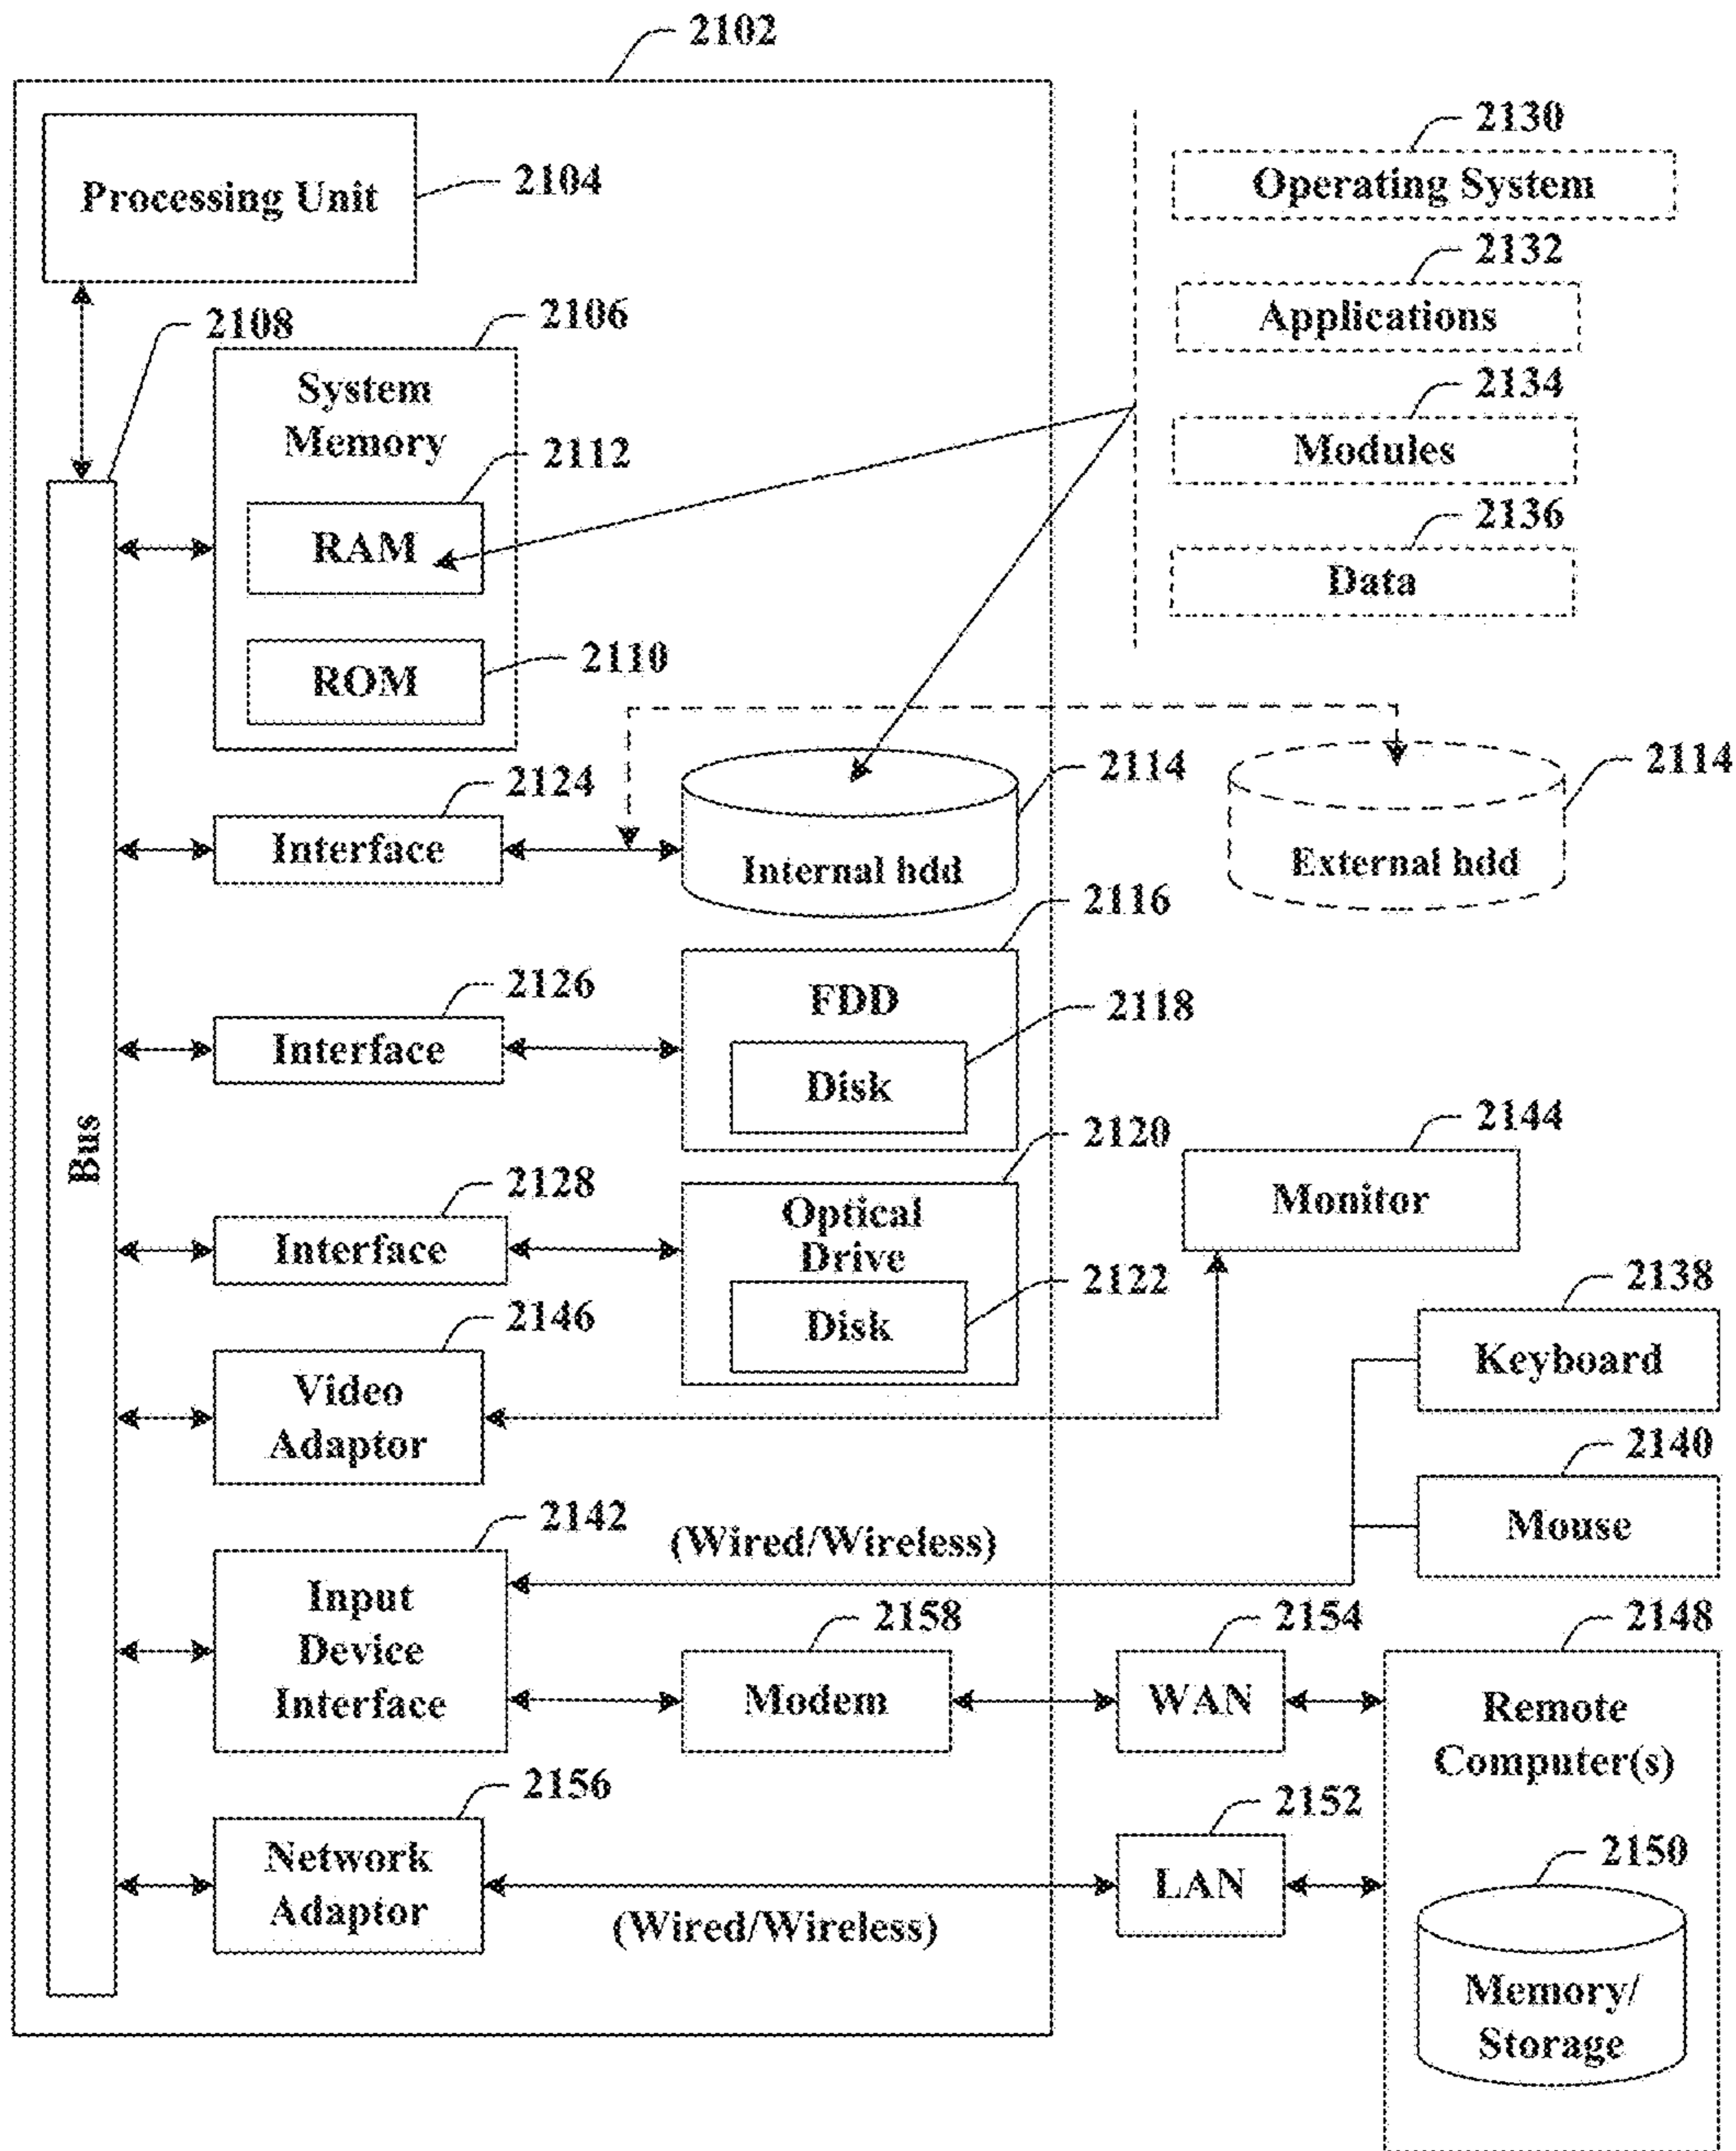 2102
2130
Processing Unit
2104
Operating System
2132
Applications
2108
2106
System
Memory
2134
Modules
2112
RAM
2136
Data
2110
ROM
2124
Interface
2114
Internal hdd
2114
External hdd
2116
FDD
2126
Interface
2118
Disk
Bus
2120
Optical
Drive
2144
Monitor
2128
Interface
2122
Disk
2138
Keyboard
2146
Video
Adaptor
2140
Mouse
2142
(Wired/Wireless)
Input
Device
Interface
2158
Modem
2154
WAN
2148
Remote
Computer(s)
2156
Network
Adaptor
(Wired/Wireless)
2152
LAN
2150
Memory/
Storage